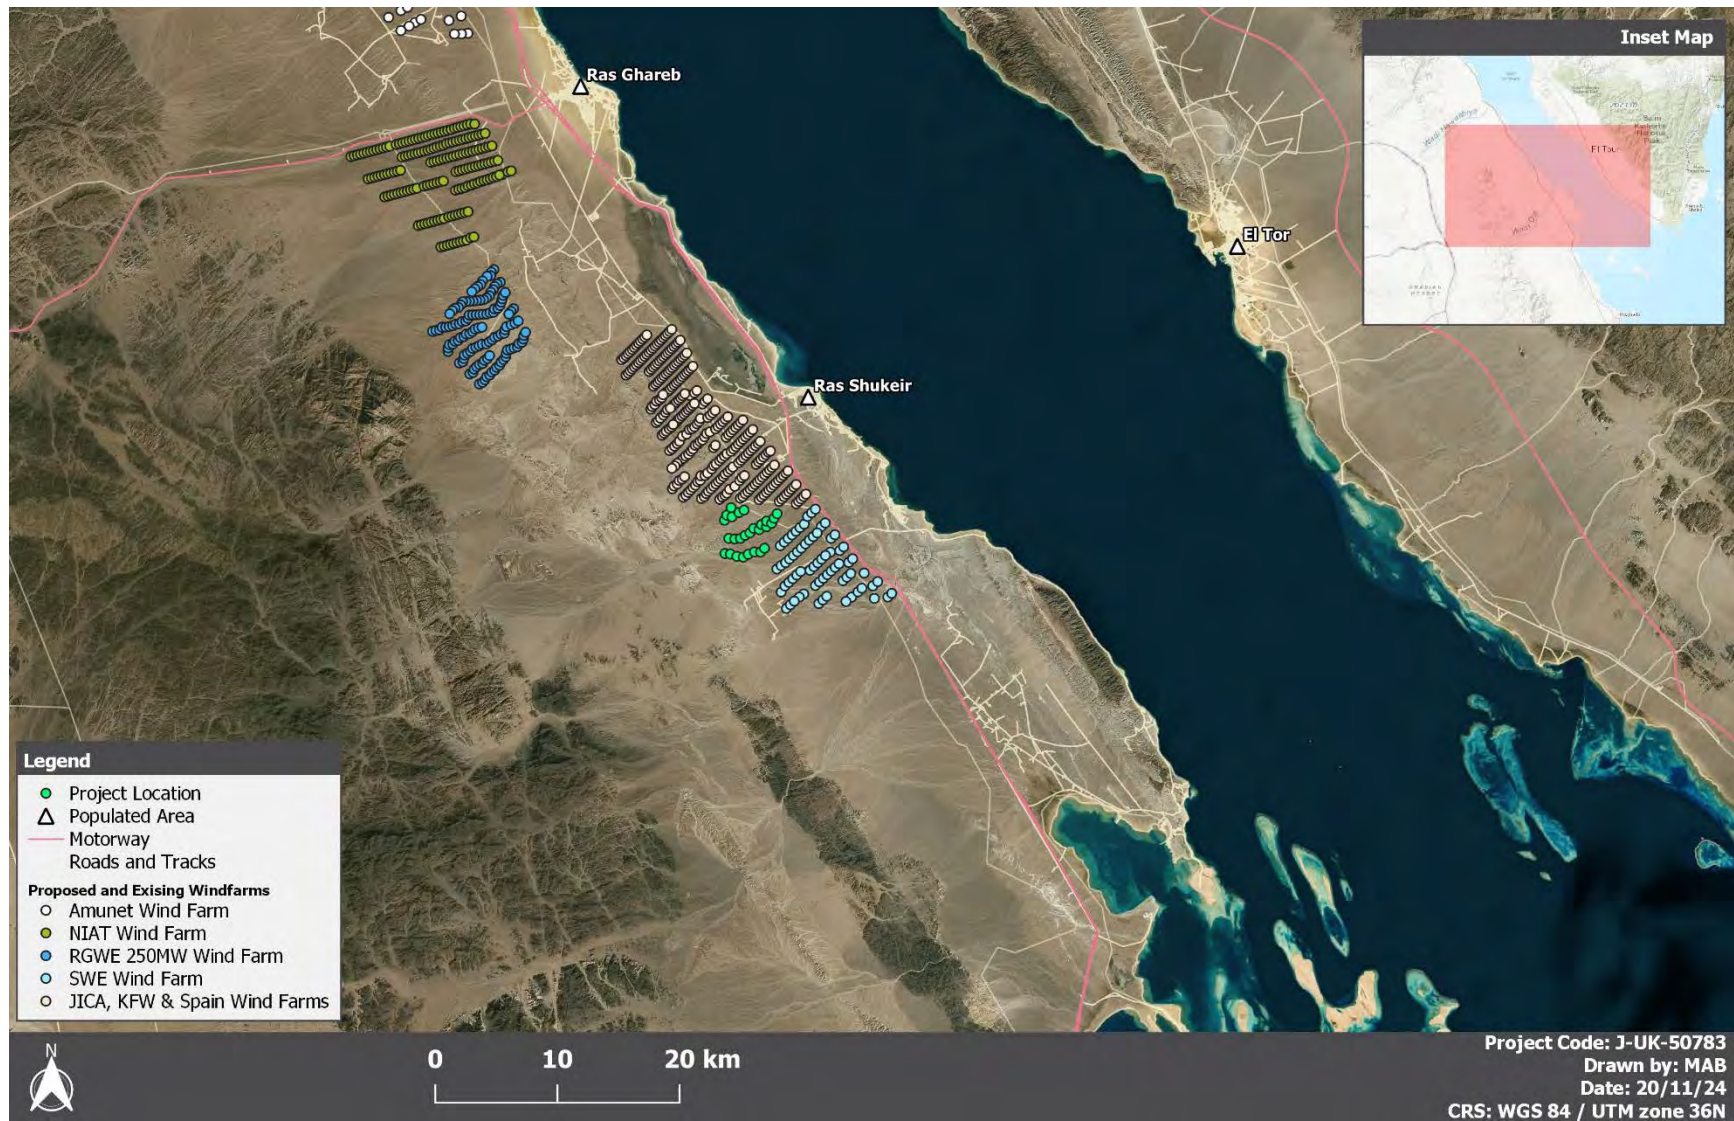 Inset Map
El Tou
Ras Ghareb
El Tor
Ras Shukeir
Legend
Project Location
Populated Area
Motorway
Roads and Tracks
Proposed and Exising Windfarms
Amunet Wind Farm
NIAT Wind Farm
RGWE 250MW Wind Farm
SWE Wind Farm
JICA, KFW & Spain Wind Farms
N
0 10 20 km
Project Code: J-UK-50783
Drawn by: MAB
Date: 20/11/24
CRS: WGS 84 / UTM zone 36N